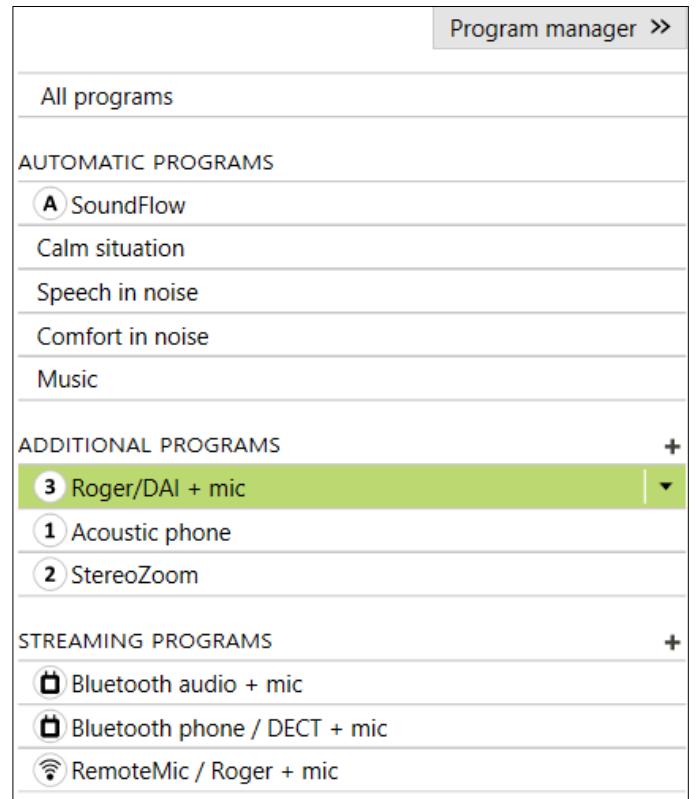 Program manager »
All programs
AUTOMATIC PROGRAMS
A SoundFlow
Calm situation
Speech in noise
Comfort in noise
Music
ADDITIONAL PROGRAMS +
3 Roger/DAI + mic
1 Acoustic phone
2 StereoZoom
STREAMING PROGRAMS +
Bluetooth audio + mic
Bluetooth phone / DECT + mic
RemoteMic / Roger + mic